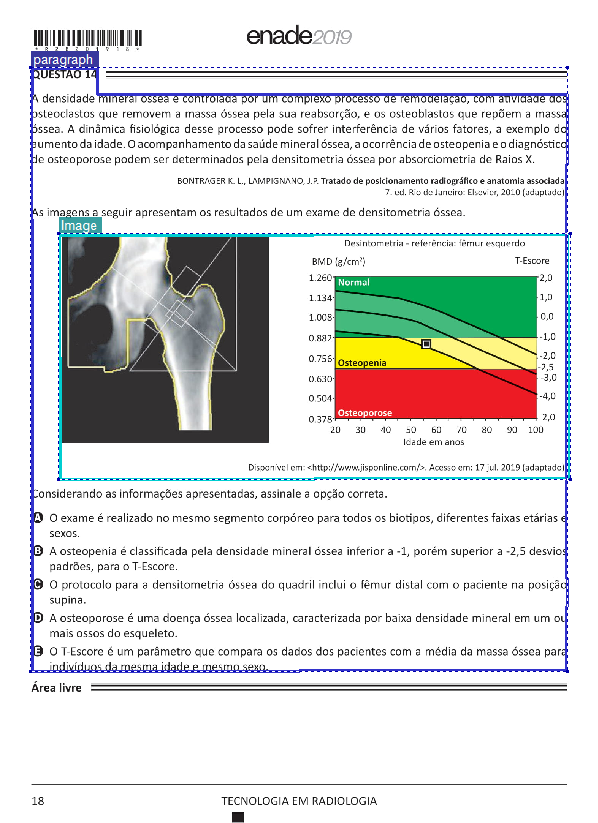 enade2019
*R2220191 8*
paragraph
QUESTÃO 14
A densidade mineral óssea é controlada por um complexo processo de remodelação, com atividade dos
osteoclastos que removem a massa óssea pela sua reabsorção, e os osteoblastos que repõem a massa
óssea. A dinâmica fisiológica desse processo pode sofrer interferência de vários fatores, a exemplo do
aumento da idade. O acompanhamento da saúde mineral óssea, a ocorrência de osteopenia e o diagnóstico
de osteoporose podem ser determinados pela densitometria óssea por absorciometria de Raios X.
BONTRAGER K. L., LAMPIGNANO, J.P. Tratado de posicionamento radiográfico e anatomia associada.
7. ed. Rio de Janeiro: Elsevier, 2010 (adaptado).
As imagens a seguir apresentam os resultados de um exame de densitometria óssea.
Image
Desintometria - referência: fêmur esquerdo
BMD (g/cm²) T-Escore
1.260 Normal 2,0
1.134 1,0
1.008 0,0
0.882 -1,0
0.756 Osteopenia -2,0
-2,5
0.630 -3,0
0.504 -4,0
0.378 Osteoporose 2,0
20 30 40 50 60 70 80 90 100
Idade em anos
Disponível em: <http://www.jisponline.com/>. Acesso em: 17 jul. 2019 (adaptado).
Considerando as informações apresentadas, assinale a opção correta.
A O exame é realizado no mesmo segmento corpóreo para todos os biotipos, diferentes faixas etárias e
sexos.
B A osteopenia é classificada pela densidade mineral óssea inferior a -1, porém superior a -2,5 desvios
padrões, para o T-Escore.
C O protocolo para a densitometria óssea do quadril inclui o fêmur distal com o paciente na posição
supina.
D A osteoporose é uma doença óssea localizada, caracterizada por baixa densidade mineral em um ou
mais ossos do esqueleto.
E O T-Escore é um parâmetro que compara os dados dos pacientes com a média da massa óssea para
indivíduos da mesma idade e mesmo sexo.
Área livre
18
TECNOLOGIA EM RADIOLOGIA